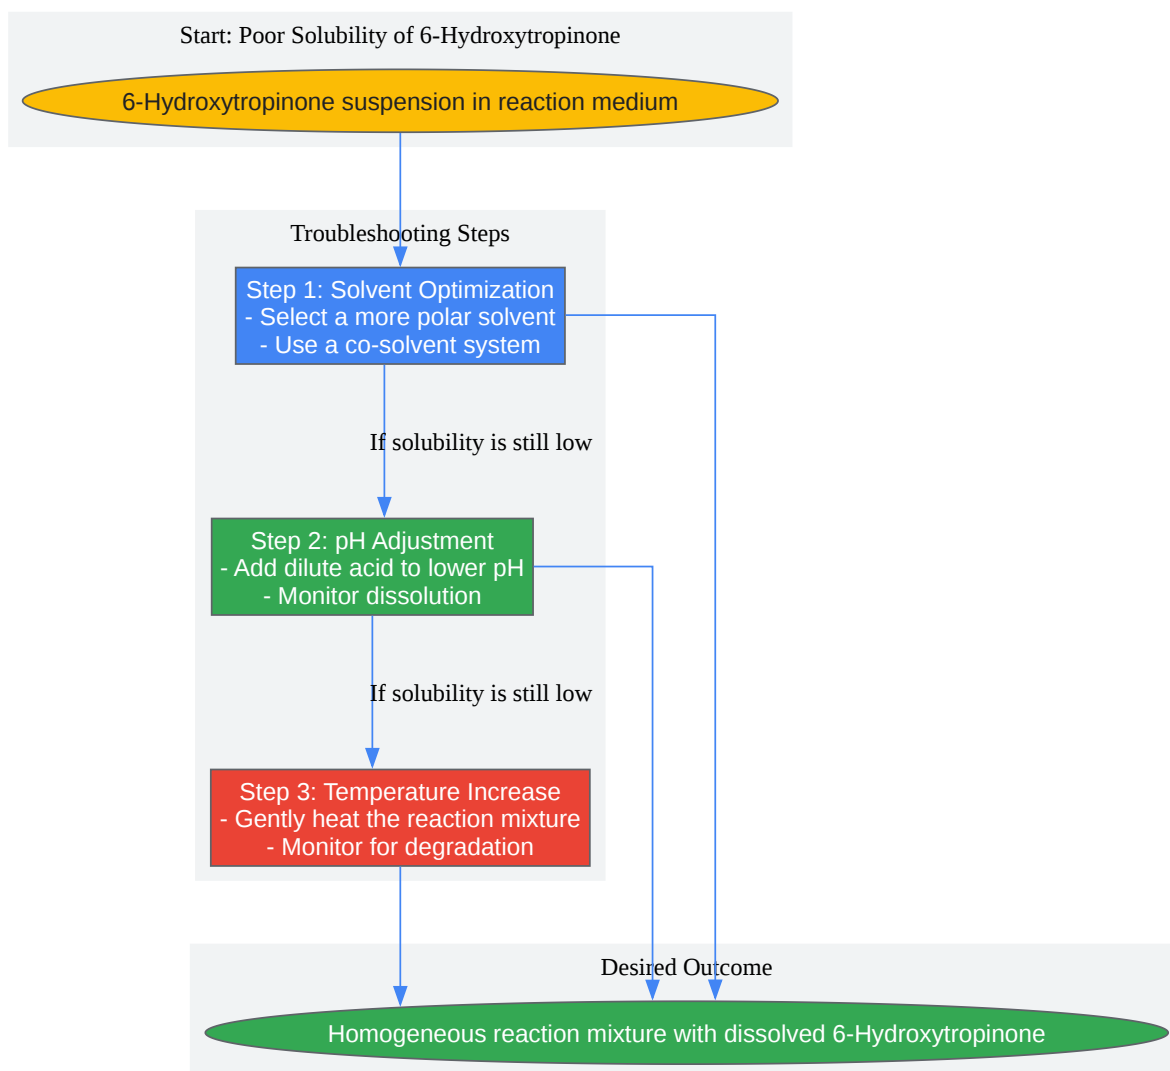 Start: Poor Solubility of 6-Hydroxytropinone
6-Hydroxytropinone suspension in reaction medium
Troubleshooting Steps
Step 1: Solvent Optimization
- Select a more polar solvent
- Use a co-solvent system
If solubility is still low
Step 2: pH Adjustment
- Add dilute acid to lower pH
- Monitor dissolution
If solubility is still low
Step 3: Temperature Increase
- Gently heat the reaction mixture
- Monitor for degradation
Desired Outcome
Homogeneous reaction mixture with dissolved 6-Hydroxytropinone